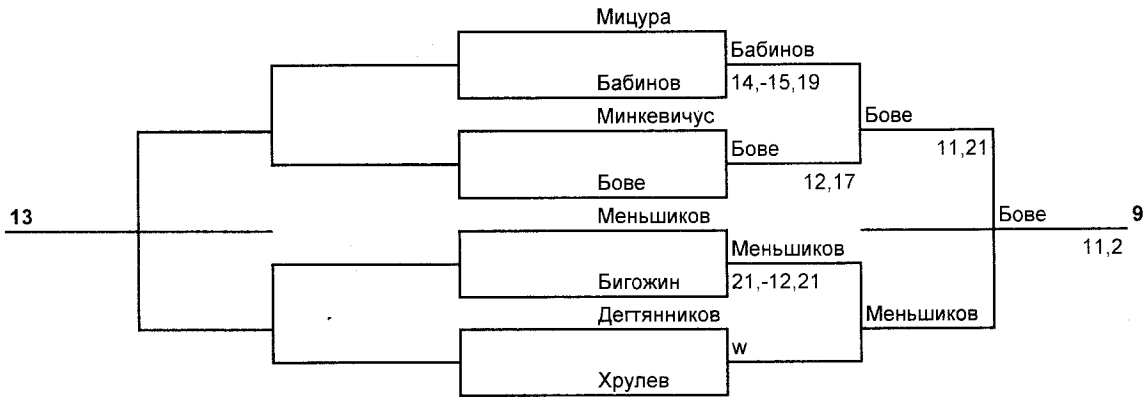 Мицура
Бабинов
Бабинов
14,-15,19
Минкевичус
Бове
Бове
11,21
Бове
12,17
13
Меньшиков
Бове
9
11,2
Меньшиков
Бигожин
21,-12,21
Дегтянников
Меньшиков
w
Хрулев